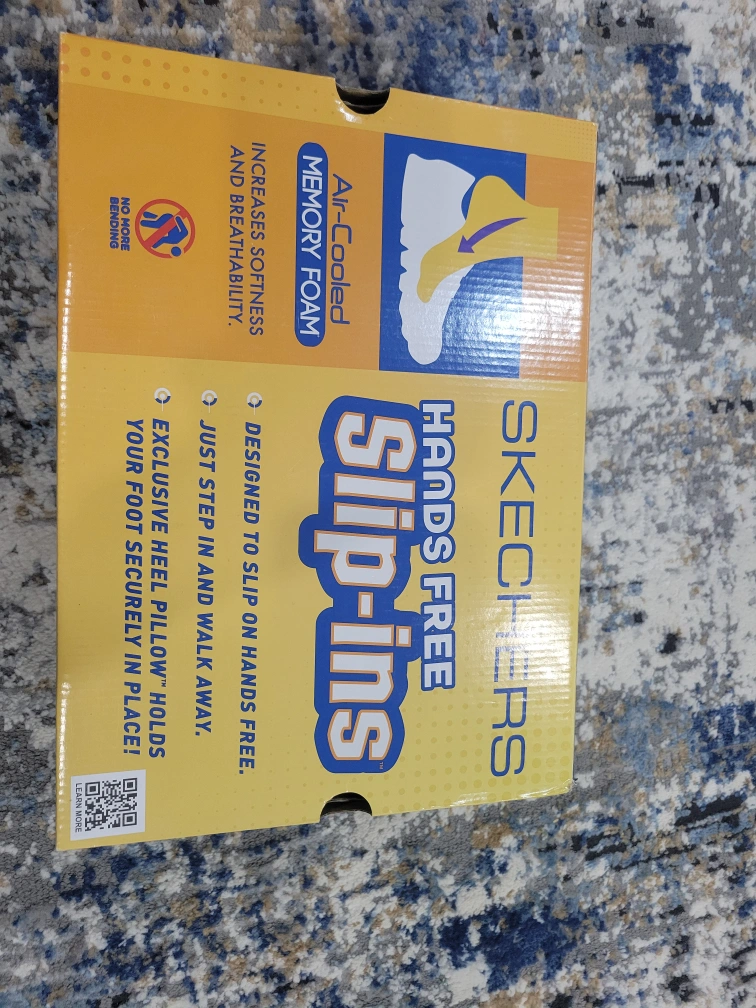 SKECHERS
HANDS FREE
Slip-ins™
DESIGNED TO SLIP ON HANDS FREE.
JUST STEP IN AND WALK AWAY.
EXCLUSIVE HEEL PILLOW™ HOLDS
YOUR FOOT SECURELY IN PLACE!
Air-Cooled
MEMORY FOAM
INCREASES SOFTNESS
AND BREATHABILITY.
NO MORE
BENDING
LEARN MORE